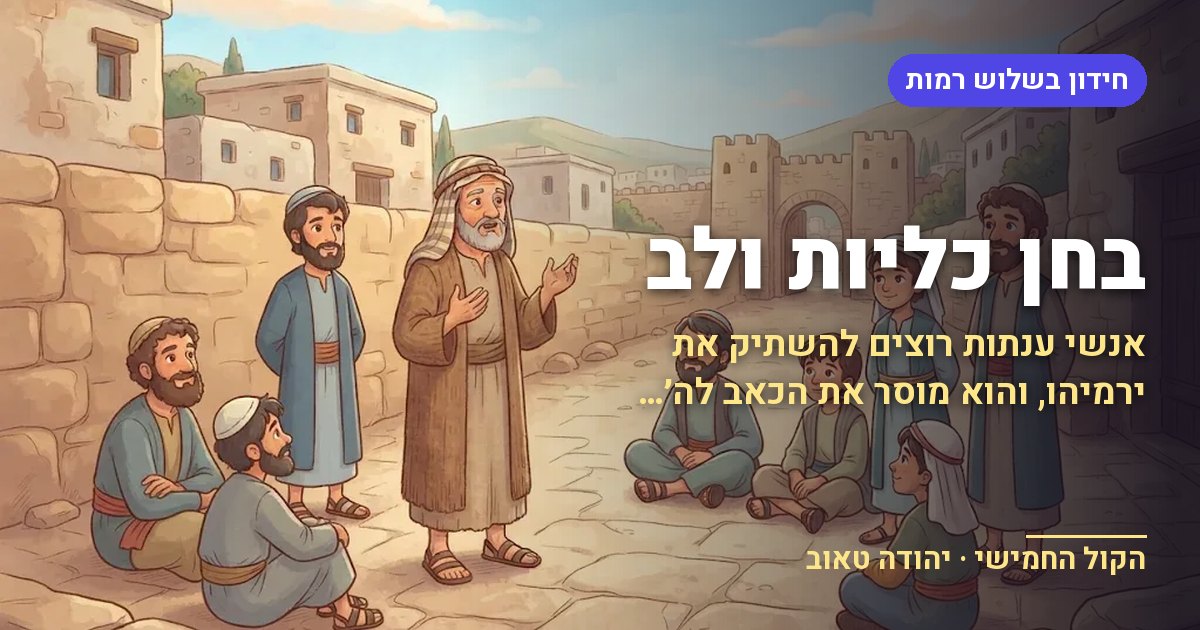 חידון בשלוש רמות
בחן כליות ולב
אנשי ענתות רוצים להשתיק את
ירמיהו, והוא מוסר את הכאב לה׳...
הקול החמישי · יהודה טאוב